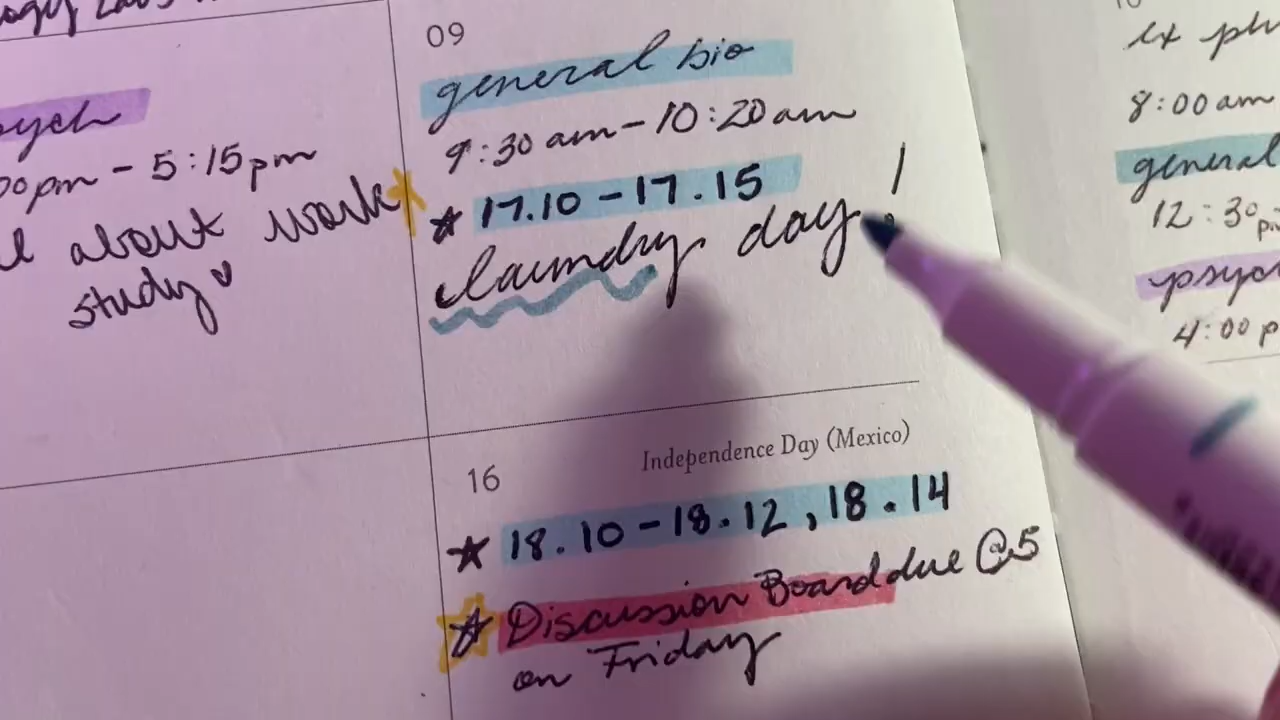 09
general bio
9:30 am - 10:20 am
17.10 - 17.15
laundry day!
pm - 5:15pm
about work
study
16
Independence Day (Mexico)
18.10 - 18.12, 18.14
Discussion Board due @5
on Friday
8:00 am
general
12:30 pm
4:00 p